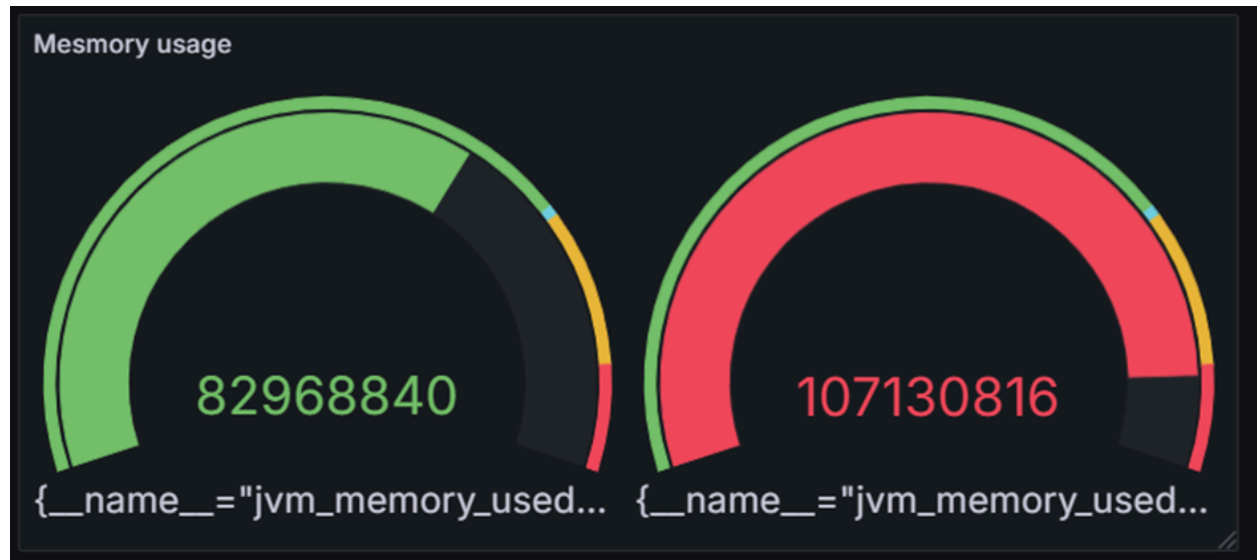 Mesmory usage
82968840
107130816
{__name__="jvm_memory_used...
{__name__="jvm_memory_used...